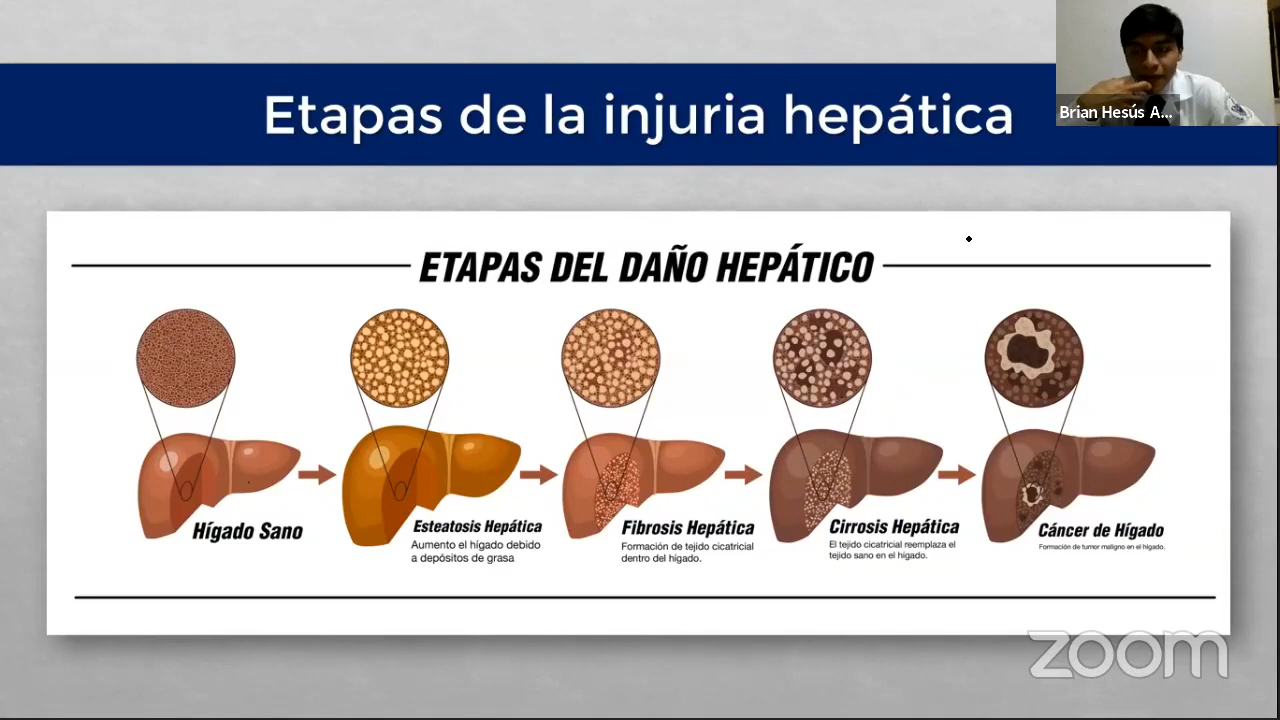 Etapas de la injuria hepática
Brian Hesús A...
ETAPAS DEL DAÑO HEPÁTICO
Hígado Sano
Esteatosis Hepática
Aumento el hígado debido
a depósitos de grasa
Fibrosis Hepática
Formación de tejido cicatricial
dentro del hígado.
Cirrosis Hepática
El tejido cicatricial reemplaza el
tejido sano en el hígado.
Cáncer de Hígado
Formación de tumor maligno en el hígado.
zoom